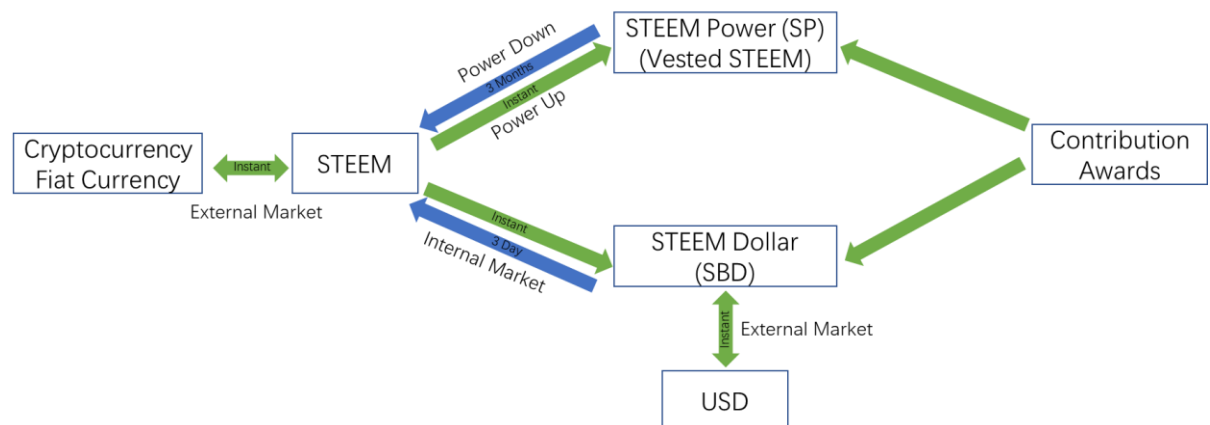 STEEM Power (SP)
(Vested STEEM)
Power Down
3 Months
Instant
Power Up
Cryptocurrency
Fiat Currency
Instant
External Market
STEEM
Contribution
Awards
Instant
3 Day
Internal Market
STEEM Dollar
(SBD)
Instant
External Market
USD